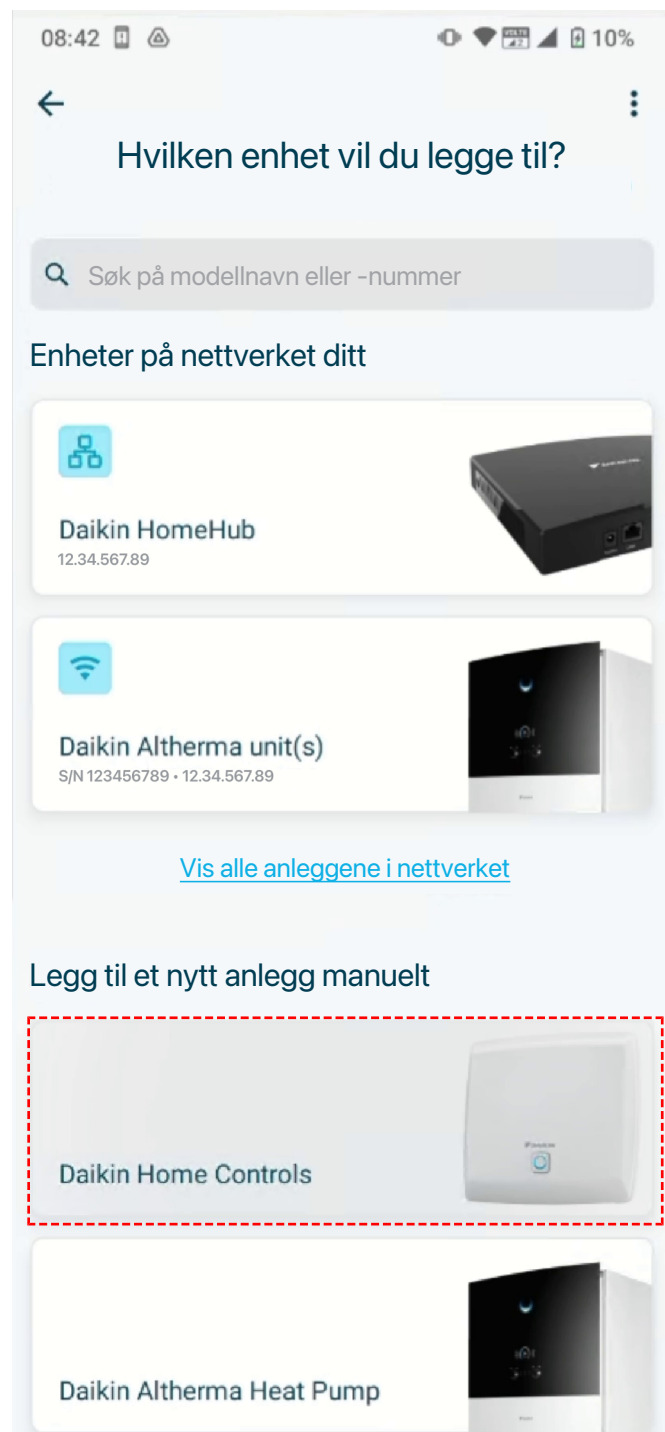 08:42
10%
Hvilken enhet vil du legge til?
Søk på modellnavn eller -nummer
Enheter på nettverket ditt
Daikin HomeHub
12.34.567.89
Daikin Altherma unit(s)
S/N 123456789 • 12.34.567.89
Vis alle anleggene i nettverket
Legg til et nytt anlegg manuelt
DAIKIN
Daikin Home Controls
Daikin Altherma Heat Pump